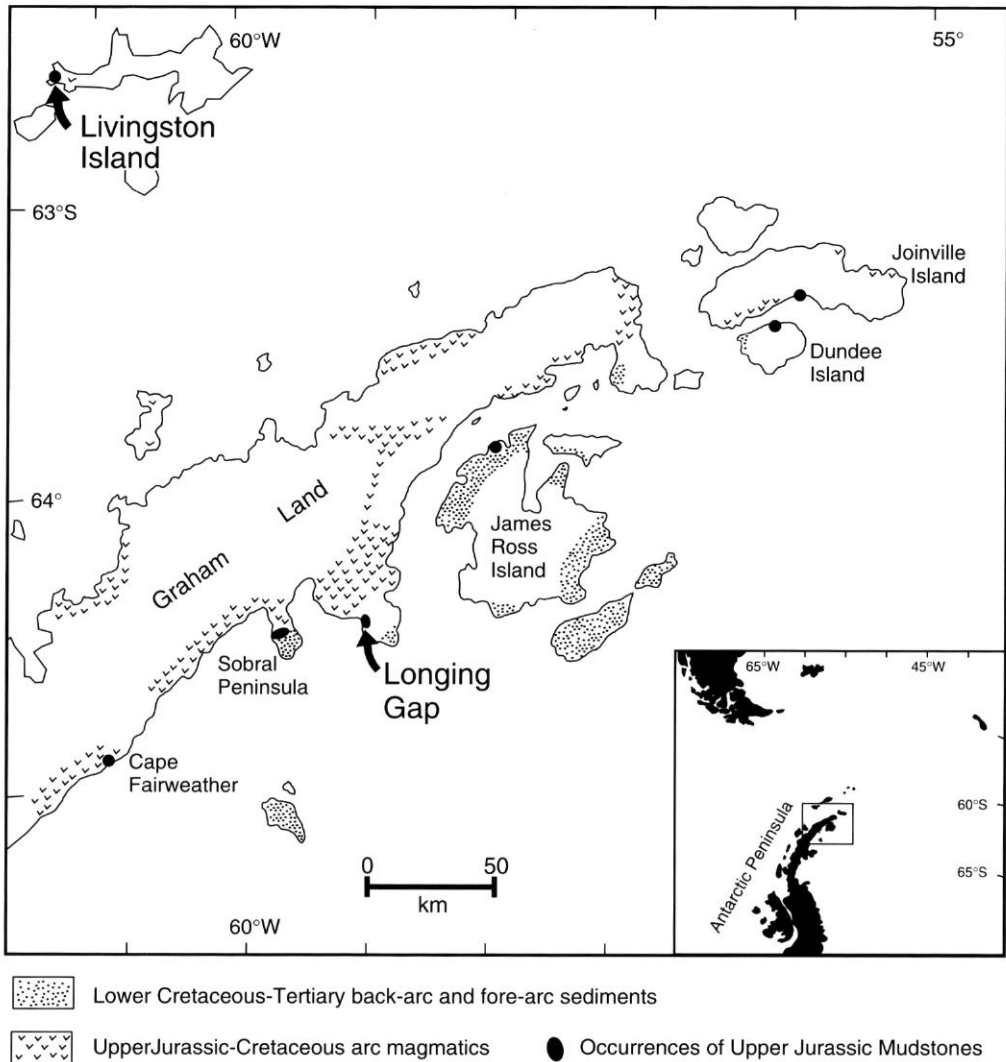 60°W
55°
Livingston
Island
63°S
Joinville
Island
Dundee
Island
64°
Graham Land
James
Ross
Island
Sobral
Peninsula
Longing
Gap
Cape
Fairweather
0 50
km
60°W
65°W 45°W
60°S
65°S
Antarctic Peninsula
Lower Cretaceous-Tertiary back-arc and fore-arc sediments
UpperJurassic-Cretaceous arc magmatics
Occurrences of Upper Jurassic Mudstones